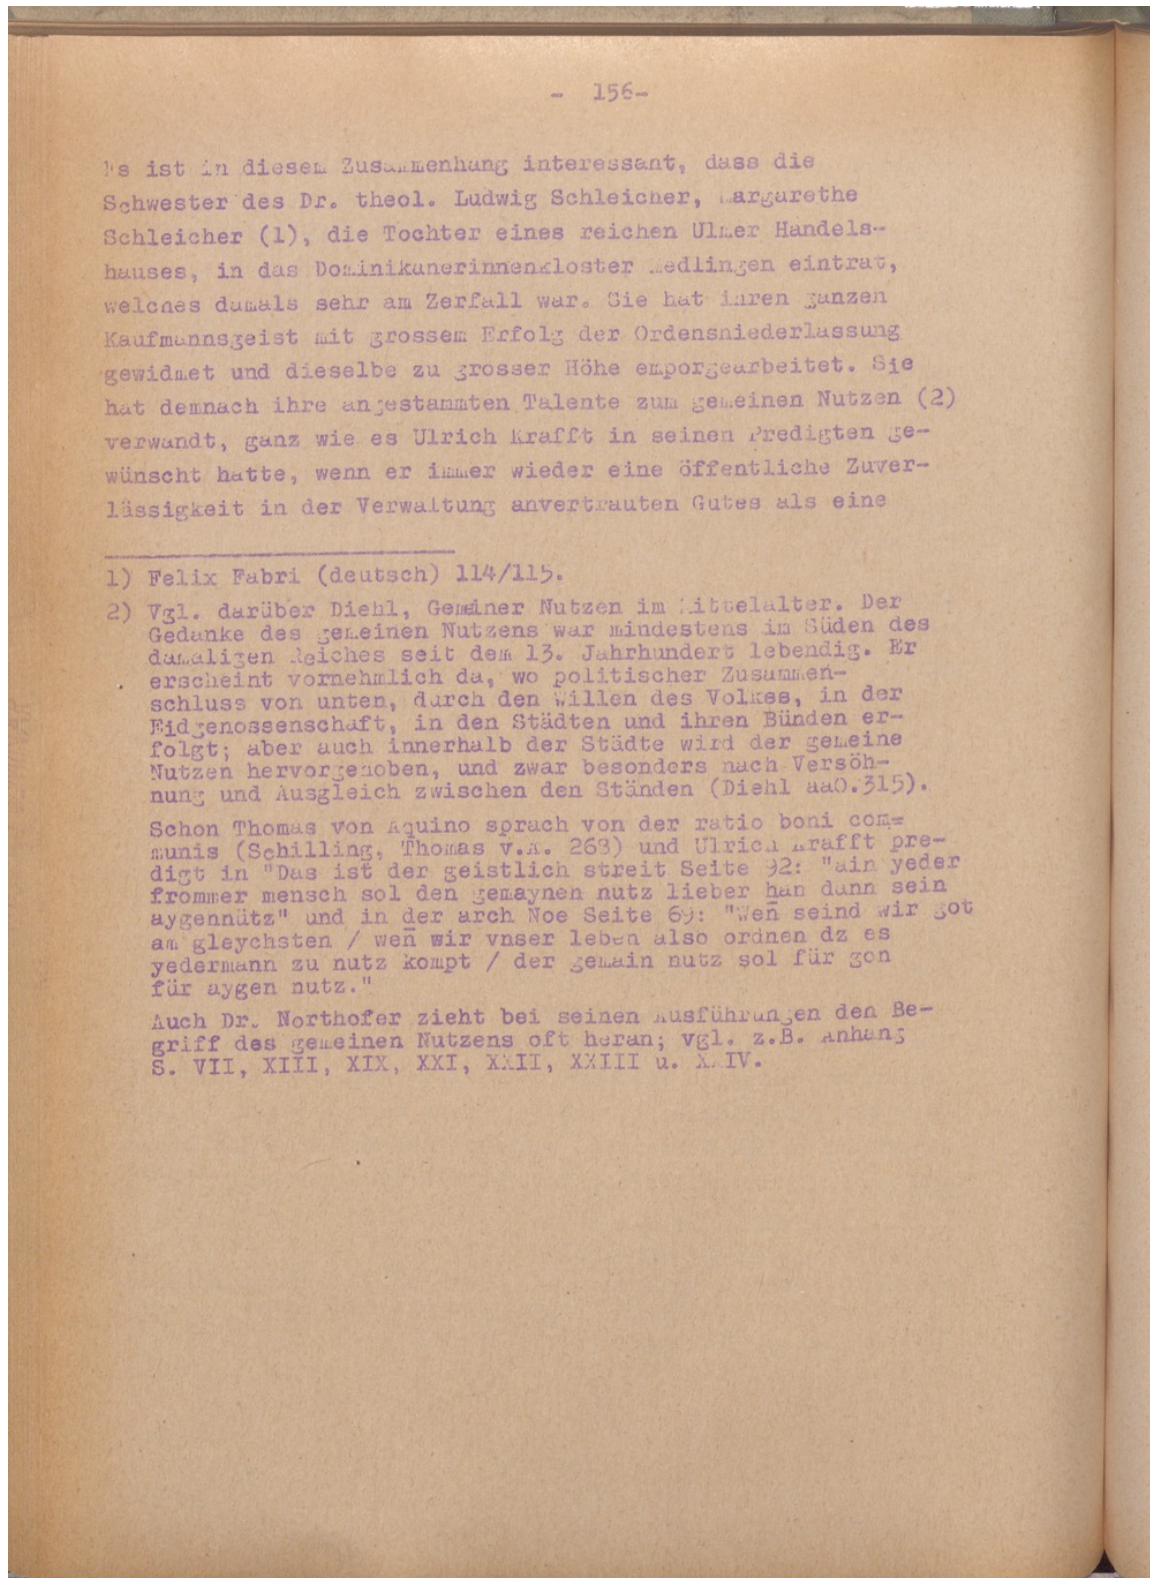 - 156-
Es ist in diesem Zusammenhang interessant, dass die
Schwester des Dr. theol. Ludwig Schleicher, Margarethe
Schleicher (1), die Tochter eines reichen Ulmer Handels-
hauses, in das Dominikanerinnenkloster Medlingen eintrat,
welches damals sehr am Zerfall war. Sie hat ihren ganzen
Kaufmannsgeist mit grossem Erfolg der Ordensniederlassung
gewidmet und dieselbe zu grosser Höhe emporgearbeitet. Sie
hat demnach ihre angestammten Talente zum gemeinen Nutzen (2)
verwandt, ganz wie es Ulrich Krafft in seinen Predigten ge-
wünscht hatte, wenn er immer wieder eine öffentliche Zuver-
lässigkeit in der Verwaltung anvertrauten Gutes als eine
1) Felix Fabri (deutsch) 114/115.
2) Vgl. darüber Diehl, Gemeiner Nutzen im Mittelalter. Der
Gedanke des gemeinen Nutzens war mindestens im Süden des
damaligen Reiches seit dem 13. Jahrhundert lebendig. Er
erscheint vornehmlich da, wo politischer Zusammen-
schluss von unten, durch den Willen des Volkes, in der
Eidgenossenschaft, in den Städten und ihren Bünden er-
folgt; aber auch innerhalb der Städte wird der gemeine
Nutzen hervorgehoben, und zwar besonders nach Versöh-
nung und Ausgleich zwischen den Ständen (Diehl aaO.315).
Schon Thomas von Aquino sprach von der ratio boni com=
munis (Schilling, Thomas v.A. 268) und Ulrich Krafft pre-
digt in "Das ist der geistlich streit Seite 92: "ain yeder
frommer mensch sol den gemaynen nutz lieber han dann sein
aygennütz" und in der arch Noe Seite 69: "Wen̄ seind wir got
am gleychsten / wen̄ wir vnser leben also ordnen dz es
yedermann zu nutz kompt / der gemain nutz sol für gon
für aygen nutz."
Auch Dr. Northofer zieht bei seinen Ausführungen den Be-
griff des gemeinen Nutzens oft heran; vgl. z.B. Anhang
S. VII, XIII, XIX, XXI, XXII, XXIII u. XXIV.